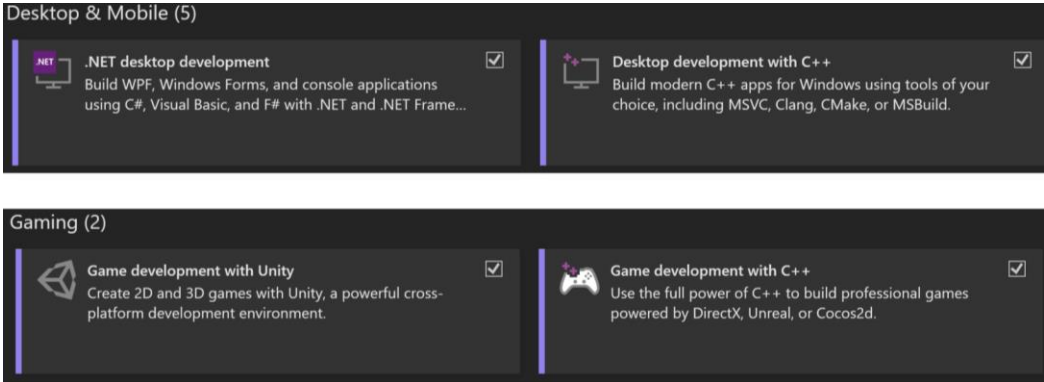 Desktop & Mobile (5)
.NET
.NET desktop development
Build WPF, Windows Forms, and console applications
using C#, Visual Basic, and F# with .NET and .NET Frame...
Desktop development with C++
Build modern C++ apps for Windows using tools of your
choice, including MSVC, Clang, CMake, or MSBuild.
Gaming (2)
Game development with Unity
Create 2D and 3D games with Unity, a powerful cross-
platform development environment.
Game development with C++
Use the full power of C++ to build professional games
powered by DirectX, Unreal, or Cocos2d.